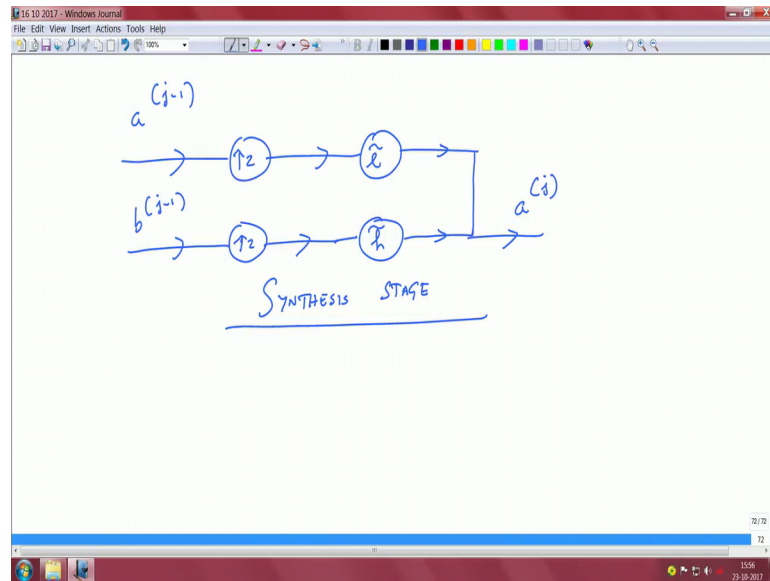 16 10 2017 - Windows Journal
File Edit View Insert Actions Tools Help
100%
B I
a^(j-1)
↑2 l̃
b^(j-1)
a^(j)
↑2 h̃
SYNTHESIS STAGE
72/72
72
15:56
23-10-2017